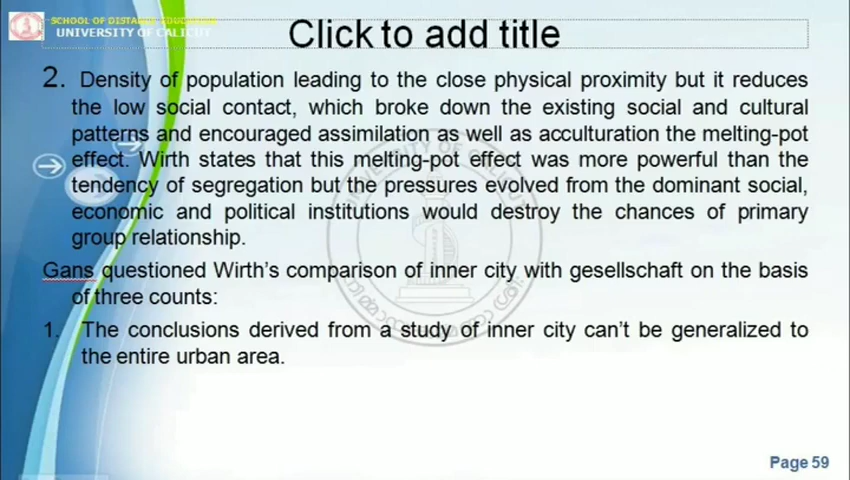 SCHOOL OF DISTANCE EDUCATION
UNIVERSITY OF CALICUT
Click to add title
2. Density of population leading to the close physical proximity but it reduces
the low social contact, which broke down the existing social and cultural
patterns and encouraged assimilation as well as acculturation the melting-pot
effect. Wirth states that this melting-pot effect was more powerful than the
tendency of segregation but the pressures evolved from the dominant social,
economic and political institutions would destroy the chances of primary
group relationship.
Gans questioned Wirth's comparison of inner city with gesellschaft on the basis
of three counts:
1. The conclusions derived from a study of inner city can't be generalized to
the entire urban area.
UNIVERSITY OF CALICUT
Page 59